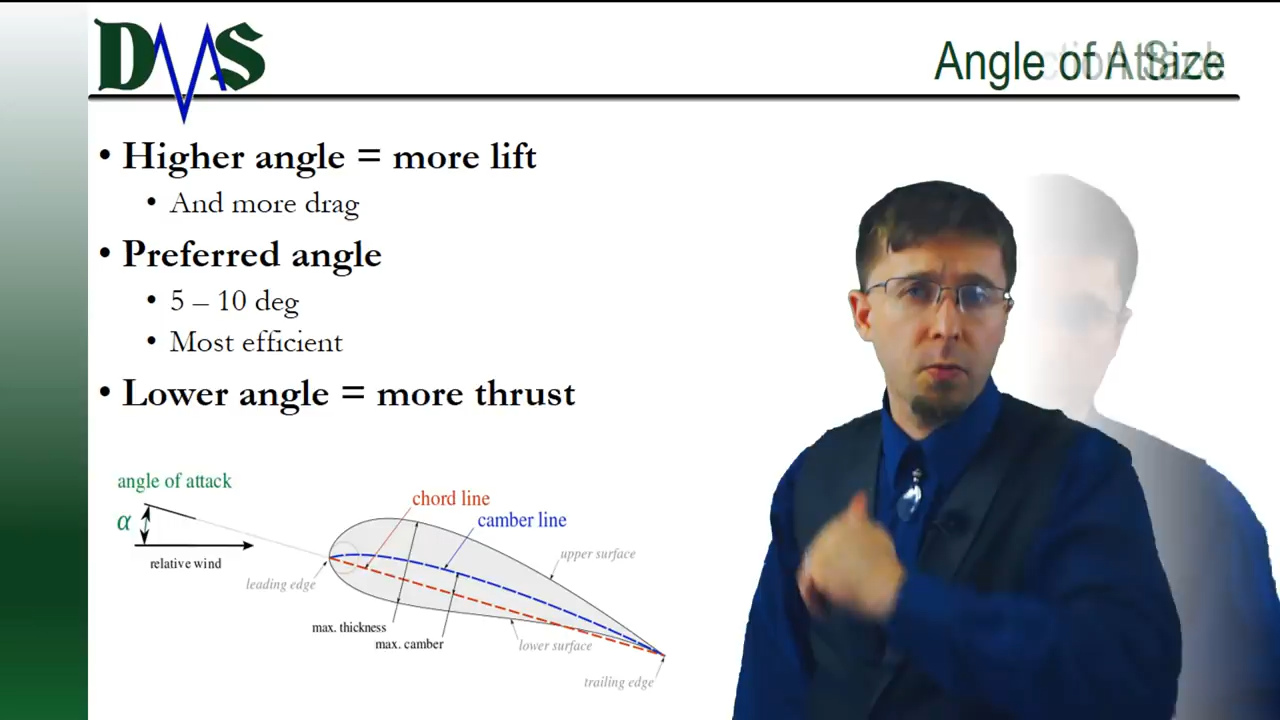 DMS
Angle of Attack
• Higher angle = more lift
• And more drag
• Preferred angle
• 5 – 10 deg
• Most efficient
• Lower angle = more thrust
angle of attack
α
relative wind
leading edge
chord line
camber line
upper surface
max. thickness
max. camber
lower surface
trailing edge